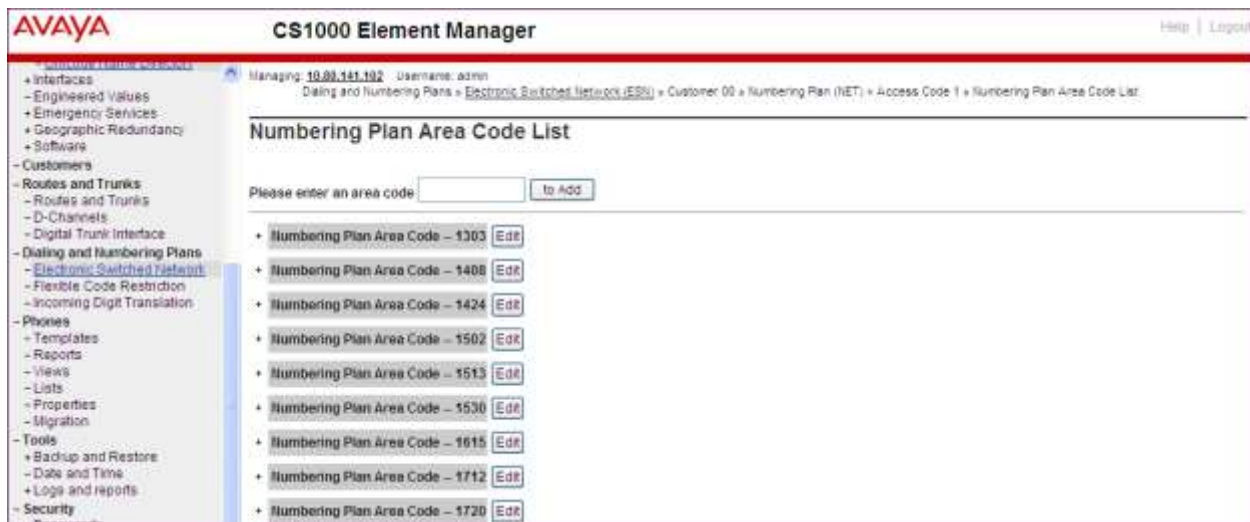 AVAYA
CS1000 Element Manager
Help | Logout
+ Interfaces
- Engineered Values
+ Emergency Services
+ Geographic Redundancy
+ Software
- Customers
- Routes and Trunks
- Routes and Trunks
- D-Channels
- Digital Trunk Interface
- Dialing and Numbering Plans
- Electronic Switched Network
- Flexible Code Restriction
- Incoming Digit Translation
- Phones
- Templates
- Reports
- Views
- Lists
- Properties
- Migration
- Tools
+ Backup and Restore
- Date and Time
+ Logs and reports
- Security
Managing: 10.80.141.102 Username: admin
Dialing and Numbering Plans » Electronic Switched Network (ESN) » Customer 00 » Numbering Plan (NET) » Access Code 1 » Numbering Plan Area Code List
Numbering Plan Area Code List
Please enter an area code to Add
+ Numbering Plan Area Code -- 1303 Edit
+ Numbering Plan Area Code -- 1408 Edit
+ Numbering Plan Area Code -- 1424 Edit
+ Numbering Plan Area Code -- 1502 Edit
+ Numbering Plan Area Code -- 1513 Edit
+ Numbering Plan Area Code -- 1530 Edit
+ Numbering Plan Area Code -- 1615 Edit
+ Numbering Plan Area Code -- 1712 Edit
+ Numbering Plan Area Code -- 1720 Edit